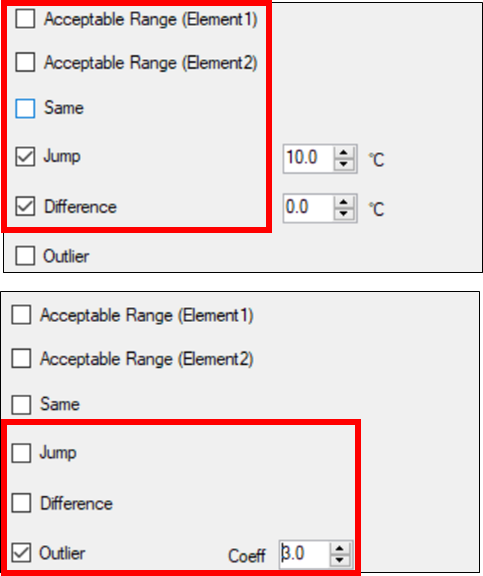 Acceptable Range (Element1)
Acceptable Range (Element2)
Same
Jump 10.0 °C
Difference 0.0 °C
Outlier
Acceptable Range (Element1)
Acceptable Range (Element2)
Same
Jump
Difference
Outlier Coeff 3.0